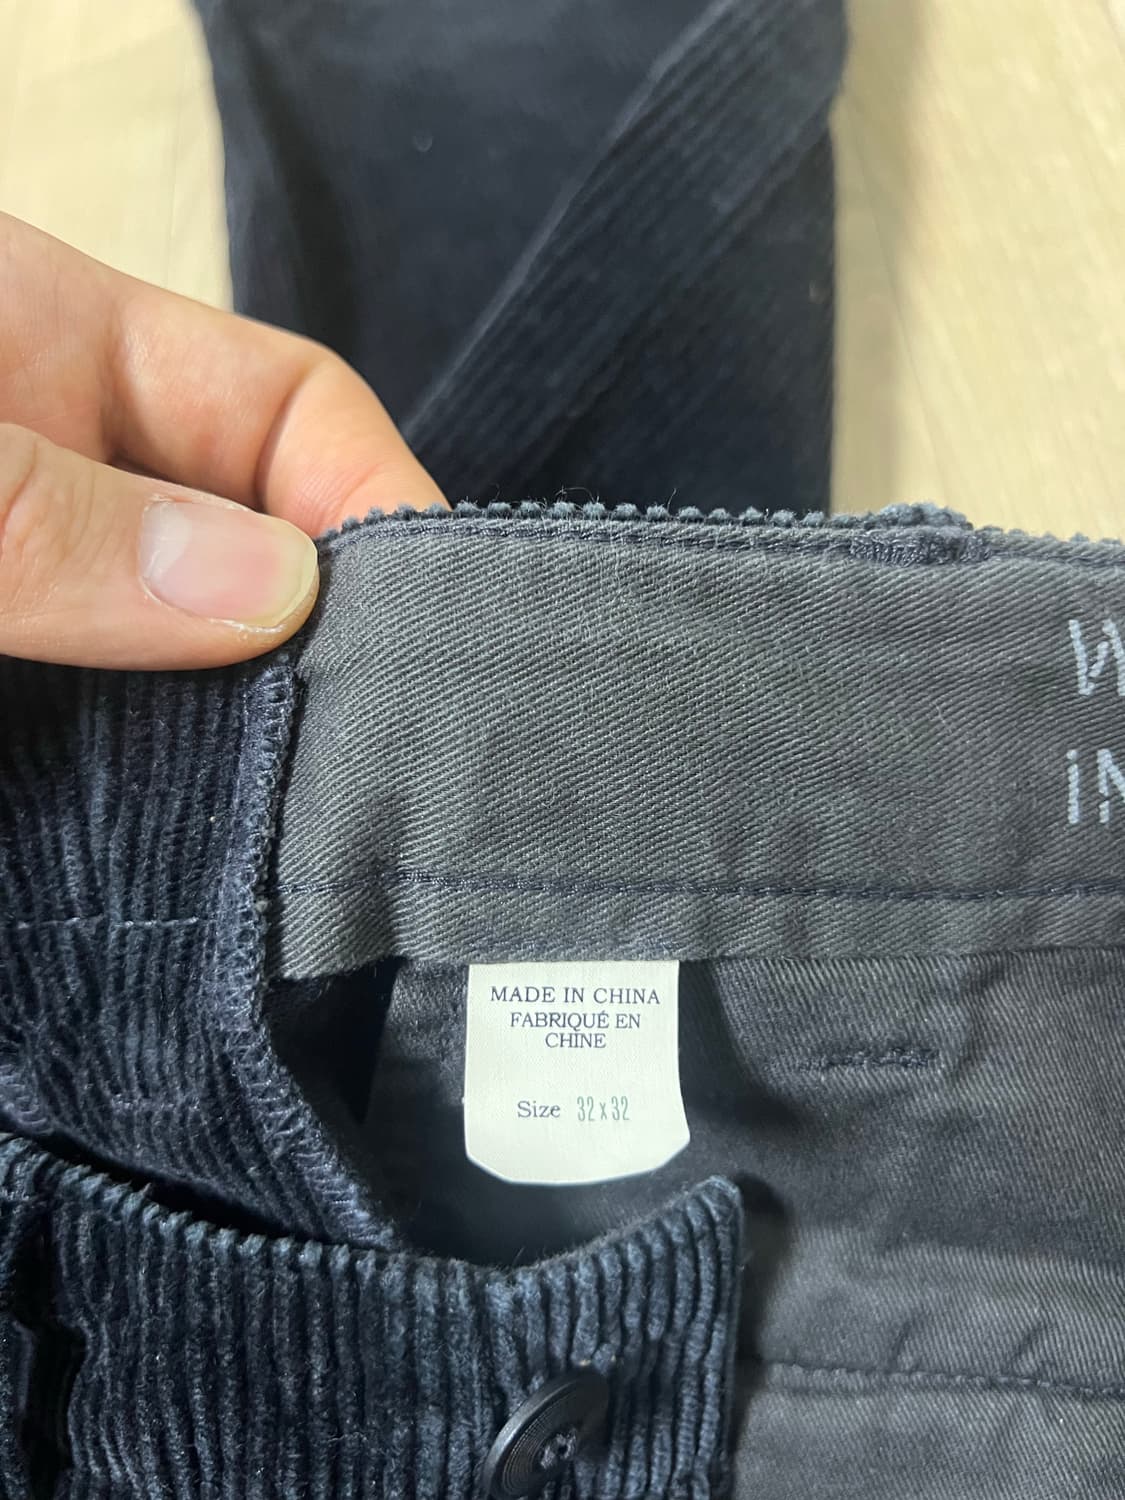 MADE IN CHINA
FABRIQUÉ EN
CHINE
Size 32 x 32